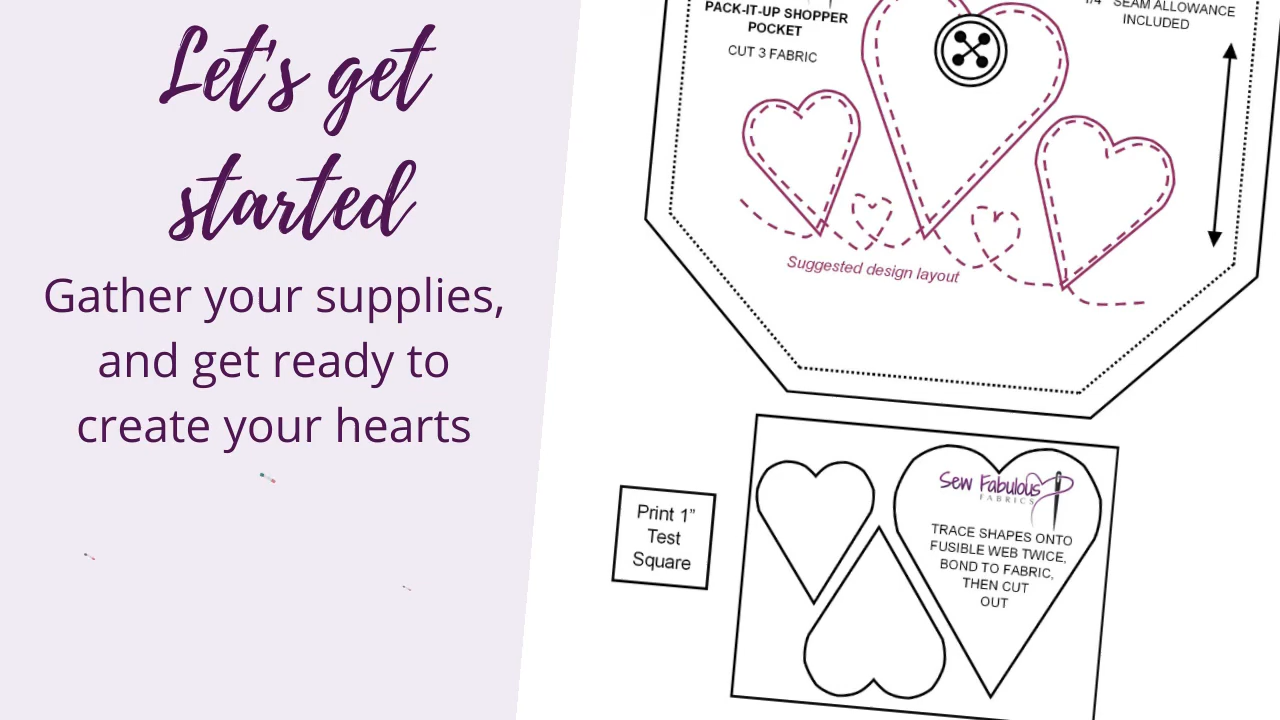 Let's get
started
Gather your supplies,
and get ready to
create your hearts
PACK-IT-UP SHOPPER
POCKET
CUT 3 FABRIC
SEAM ALLOWANCE
INCLUDED
Suggested design layout
Print 1”
Test
Square
Sew Fabulous
FABRICS
TRACE SHAPES ONTO
FUSIBLE WEB TWICE,
BOND TO FABRIC,
THEN CUT
OUT